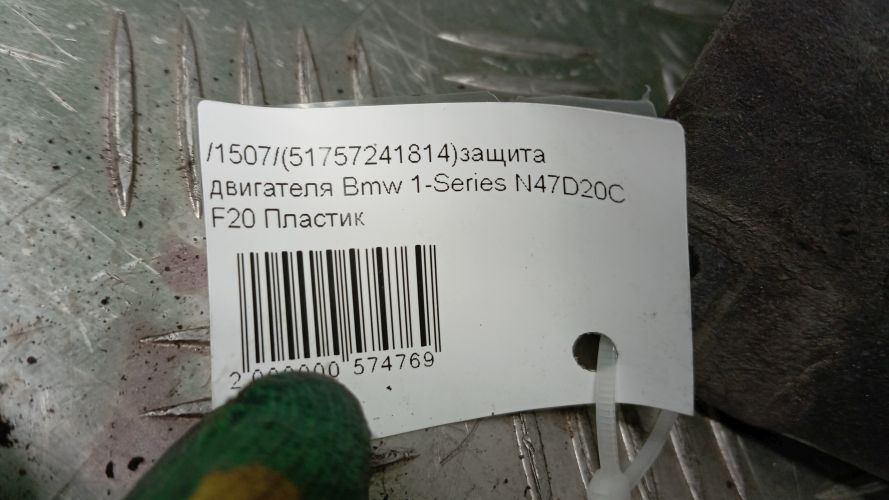 /1507/(51757241814)защита
двигателя Bmw 1-Series N47D20C
F20 Пластик
2 000000 574769